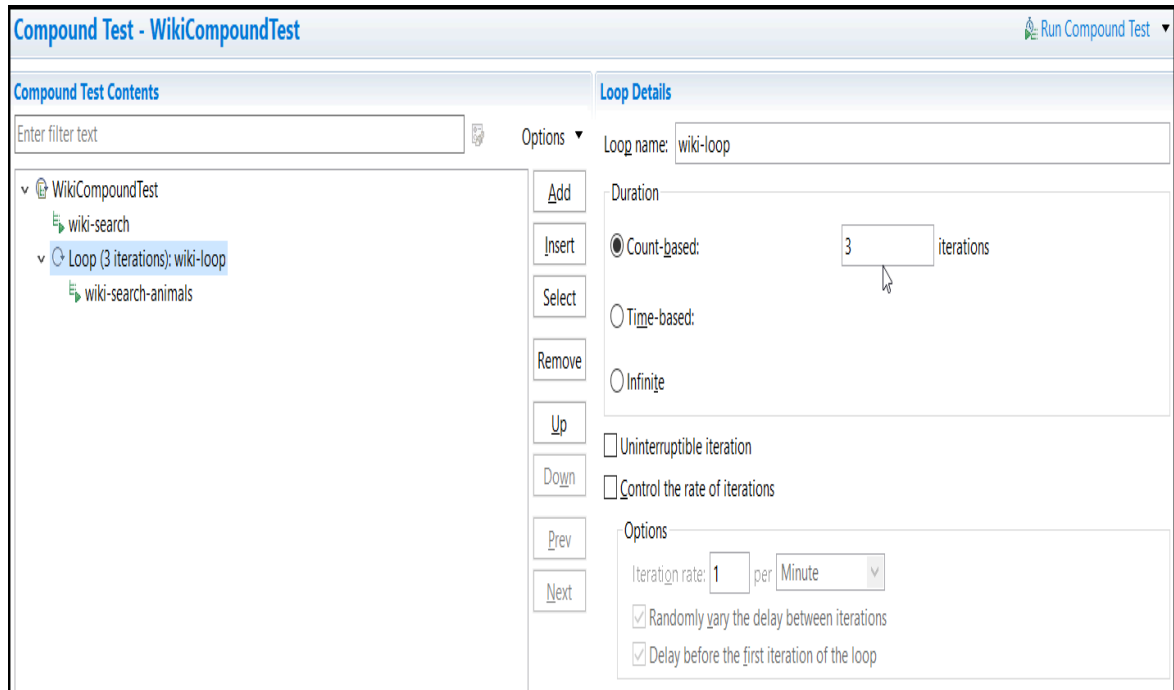 Compound Test - WikiCompoundTest
Run Compound Test
Compound Test Contents
Enter filter text
Options
WikiCompoundTest
wiki-search
Loop (3 iterations): wiki-loop
wiki-search-animals
Add
Insert
Select
Remove
Up
Down
Prev
Next
Loop Details
Loop name: wiki-loop
Duration
Count-based: 3 iterations
Time-based:
Infinite
Uninterruptible iteration
Control the rate of iterations
Options
Iteration rate: 1 per Minute
Randomly vary the delay between iterations
Delay before the first iteration of the loop